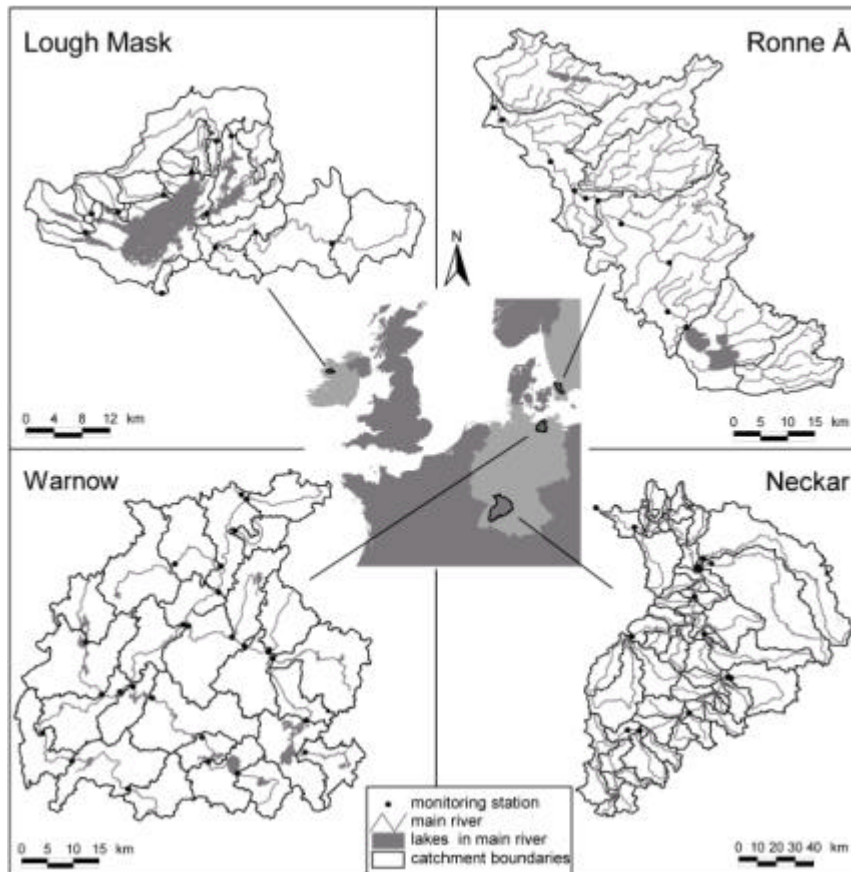 Lough Mask
Ronne Å
N
0 4 8 12 km
0 5 10 15 km
Warnow
Neckar
monitoring station
main river
lakes in main river
catchment boundaries
0 5 10 15 km
0 10 20 30 40 km